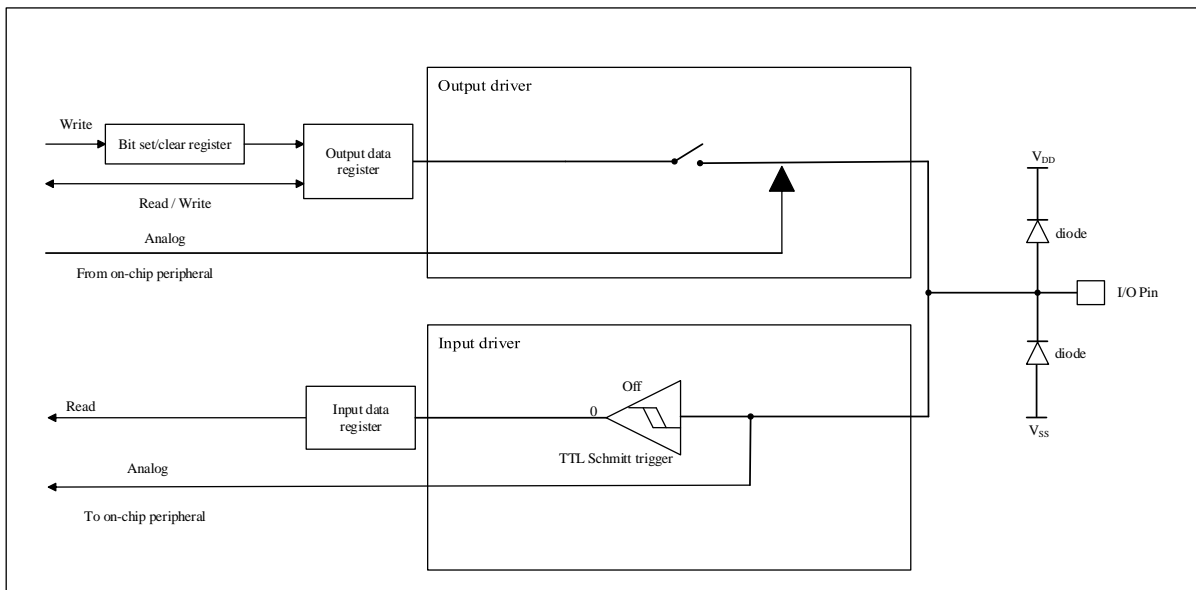 Output driver
Write
Bit set/clear register
Output data
register
Read / Write
Analog
From on-chip peripheral
VDD
diode
I/O Pin
Input driver
Off
Read
Input data
register
0
TTL Schmitt trigger
diode
VSS
Analog
To on-chip peripheral